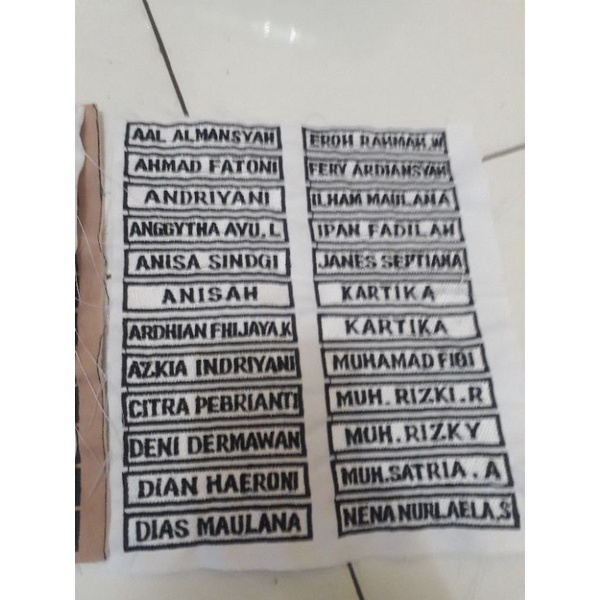 AAL ALMANSYAH
AHMAD FATONI
ANDRIYANI
ANGGYTHA AYU. L
ANISA SINDGI
ANISAH
ARDHIAN FHIJAYA.K
AZKIA INDRIYANI
CITRA PEBRIANTI
DENI DERMAWAN
DIAN HAERONI
DIAS MAULANA
EROH RAHMAH.W
FERY ARDIANSYAH
ILHAM MAULANA
IPAN FADILAH
JANES SEPTIANA
KARTIKA
KARTIKA
MUHAMAD FIQI
MUH. RIZKI. R
MUH. RIZKY
MUH.SATRIA . A
NENA NURLAELA.S